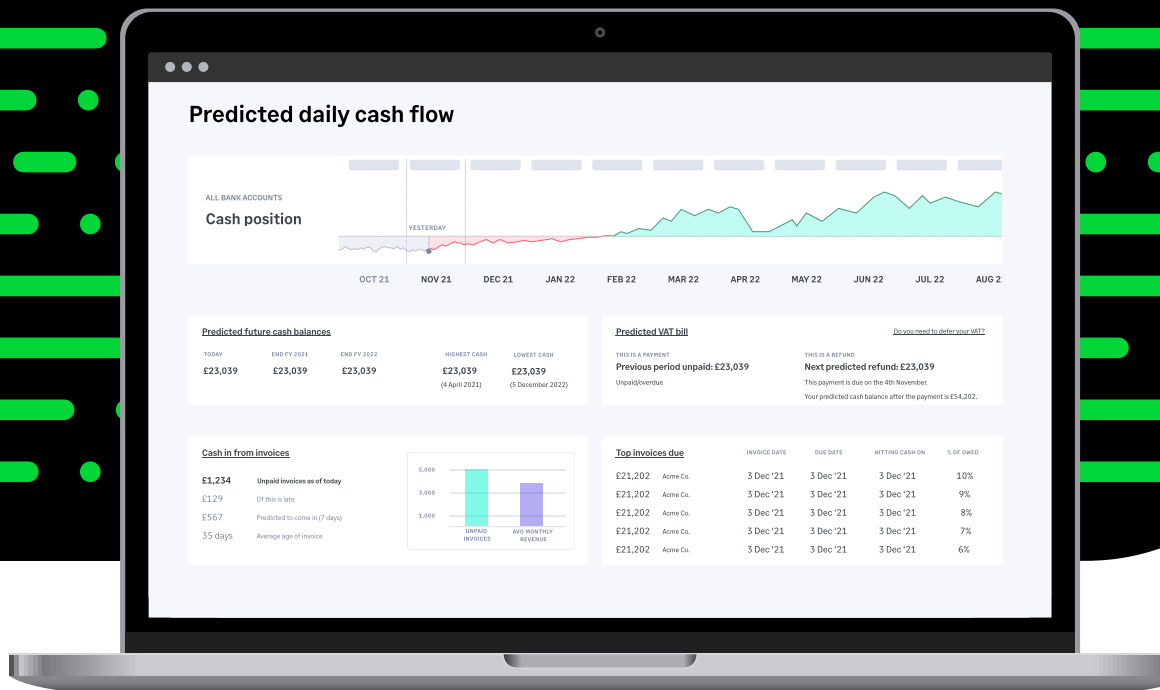 Predicted daily cash flow
ALL BANK ACCOUNTS
Cash position
YESTERDAY
OCT 21 NOV 21 DEC 21 JAN 22 FEB 22 MAR 22 APR 22 MAY 22 JUN 22 JUL 22 AUG 2
Predicted future cash balances
TODAY END FY 2021 END FY 2022 HIGHEST CASH LOWEST CASH
£23,039 £23,039 £23,039 £23,039 £23,039
(4 April 2021) (5 December 2022)
Predicted VAT bill Do you need to defer your VAT?
THIS IS A PAYMENT THIS IS A REFUND
Previous period unpaid: £23,039 Next predicted refund: £23,039
Unpaid/overdue This payment is due on the 4th November.
Your predicted cash balance after the payment is £54,202.
Cash in from invoices
£1,234 Unpaid invoices as of today
£129 Of this is late
£567 Predicted to come in (7 days)
35 days Average age of invoice
5,000
3,000
1,000
UNPAID AVG MONTHLY
INVOICES REVENUE
Top invoices due INVOICE DATE DUE DATE HITTING CASH ON % OF OWED
£21,202 Acme Co. 3 Dec ‘21 3 Dec ‘21 3 Dec ‘21 10%
£21,202 Acme Co. 3 Dec ‘21 3 Dec ‘21 3 Dec ‘21 9%
£21,202 Acme Co. 3 Dec ‘21 3 Dec ‘21 3 Dec ‘21 8%
£21,202 Acme Co. 3 Dec ‘21 3 Dec ‘21 3 Dec ‘21 7%
£21,202 Acme Co. 3 Dec ‘21 3 Dec ‘21 3 Dec ‘21 6%